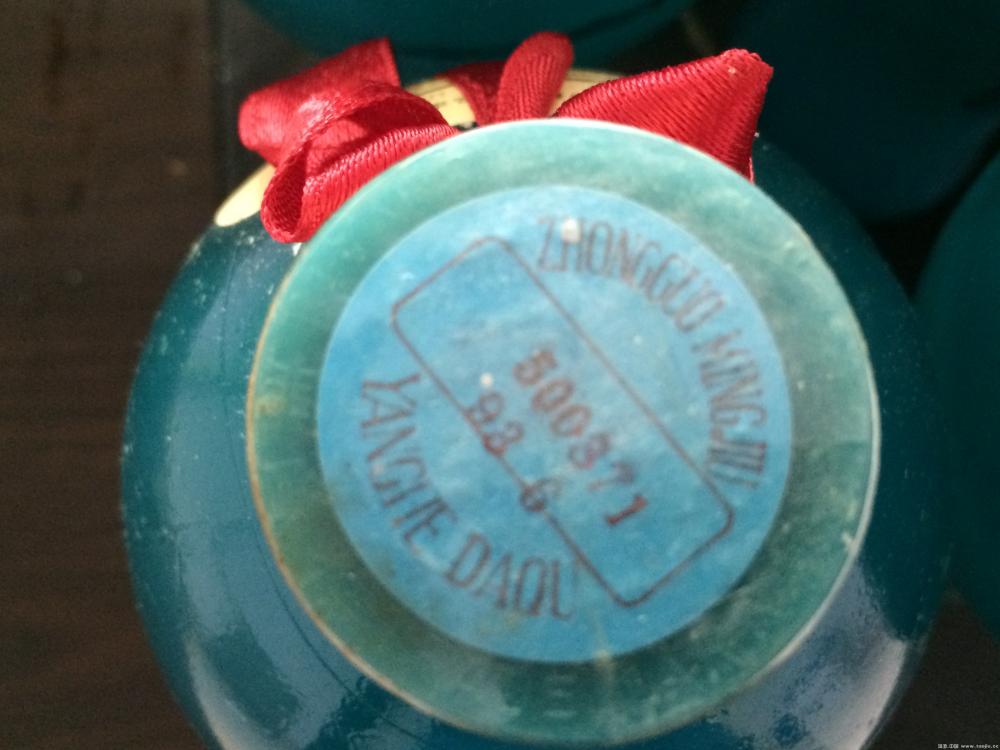 ZHONGGUO MINGJIU
500371
93 6
YANGHE DAQU